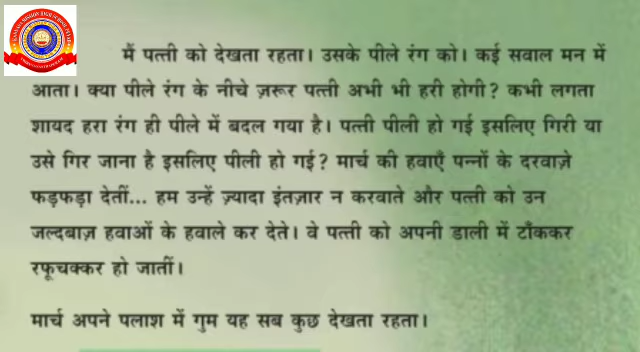 मैं पत्ती को देखता रहता। उसके पीले रंग को। कई सवाल मन में
आता। क्या पीले रंग के नीचे ज़रूर पत्ती अभी भी हरी होगी? कभी लगता
शायद हरा रंग ही पीले में बदल गया है। पत्ती पीली हो गई इसलिए गिरी या
उसे गिर जाना है इसलिए पीली हो गई? मार्च की हवाएँ पन्नों के दरवाज़े
फड़फड़ा देतीं... हम उन्हें ज़्यादा इंतज़ार न करवाते और पत्ती को उन
जल्दबाज़ हवाओं के हवाले कर देते। वे पत्ती को अपनी डाली में टाँककर
रफूचक्कर हो जातीं।
मार्च अपने पलाश में गुम यह सब कुछ देखता रहता।